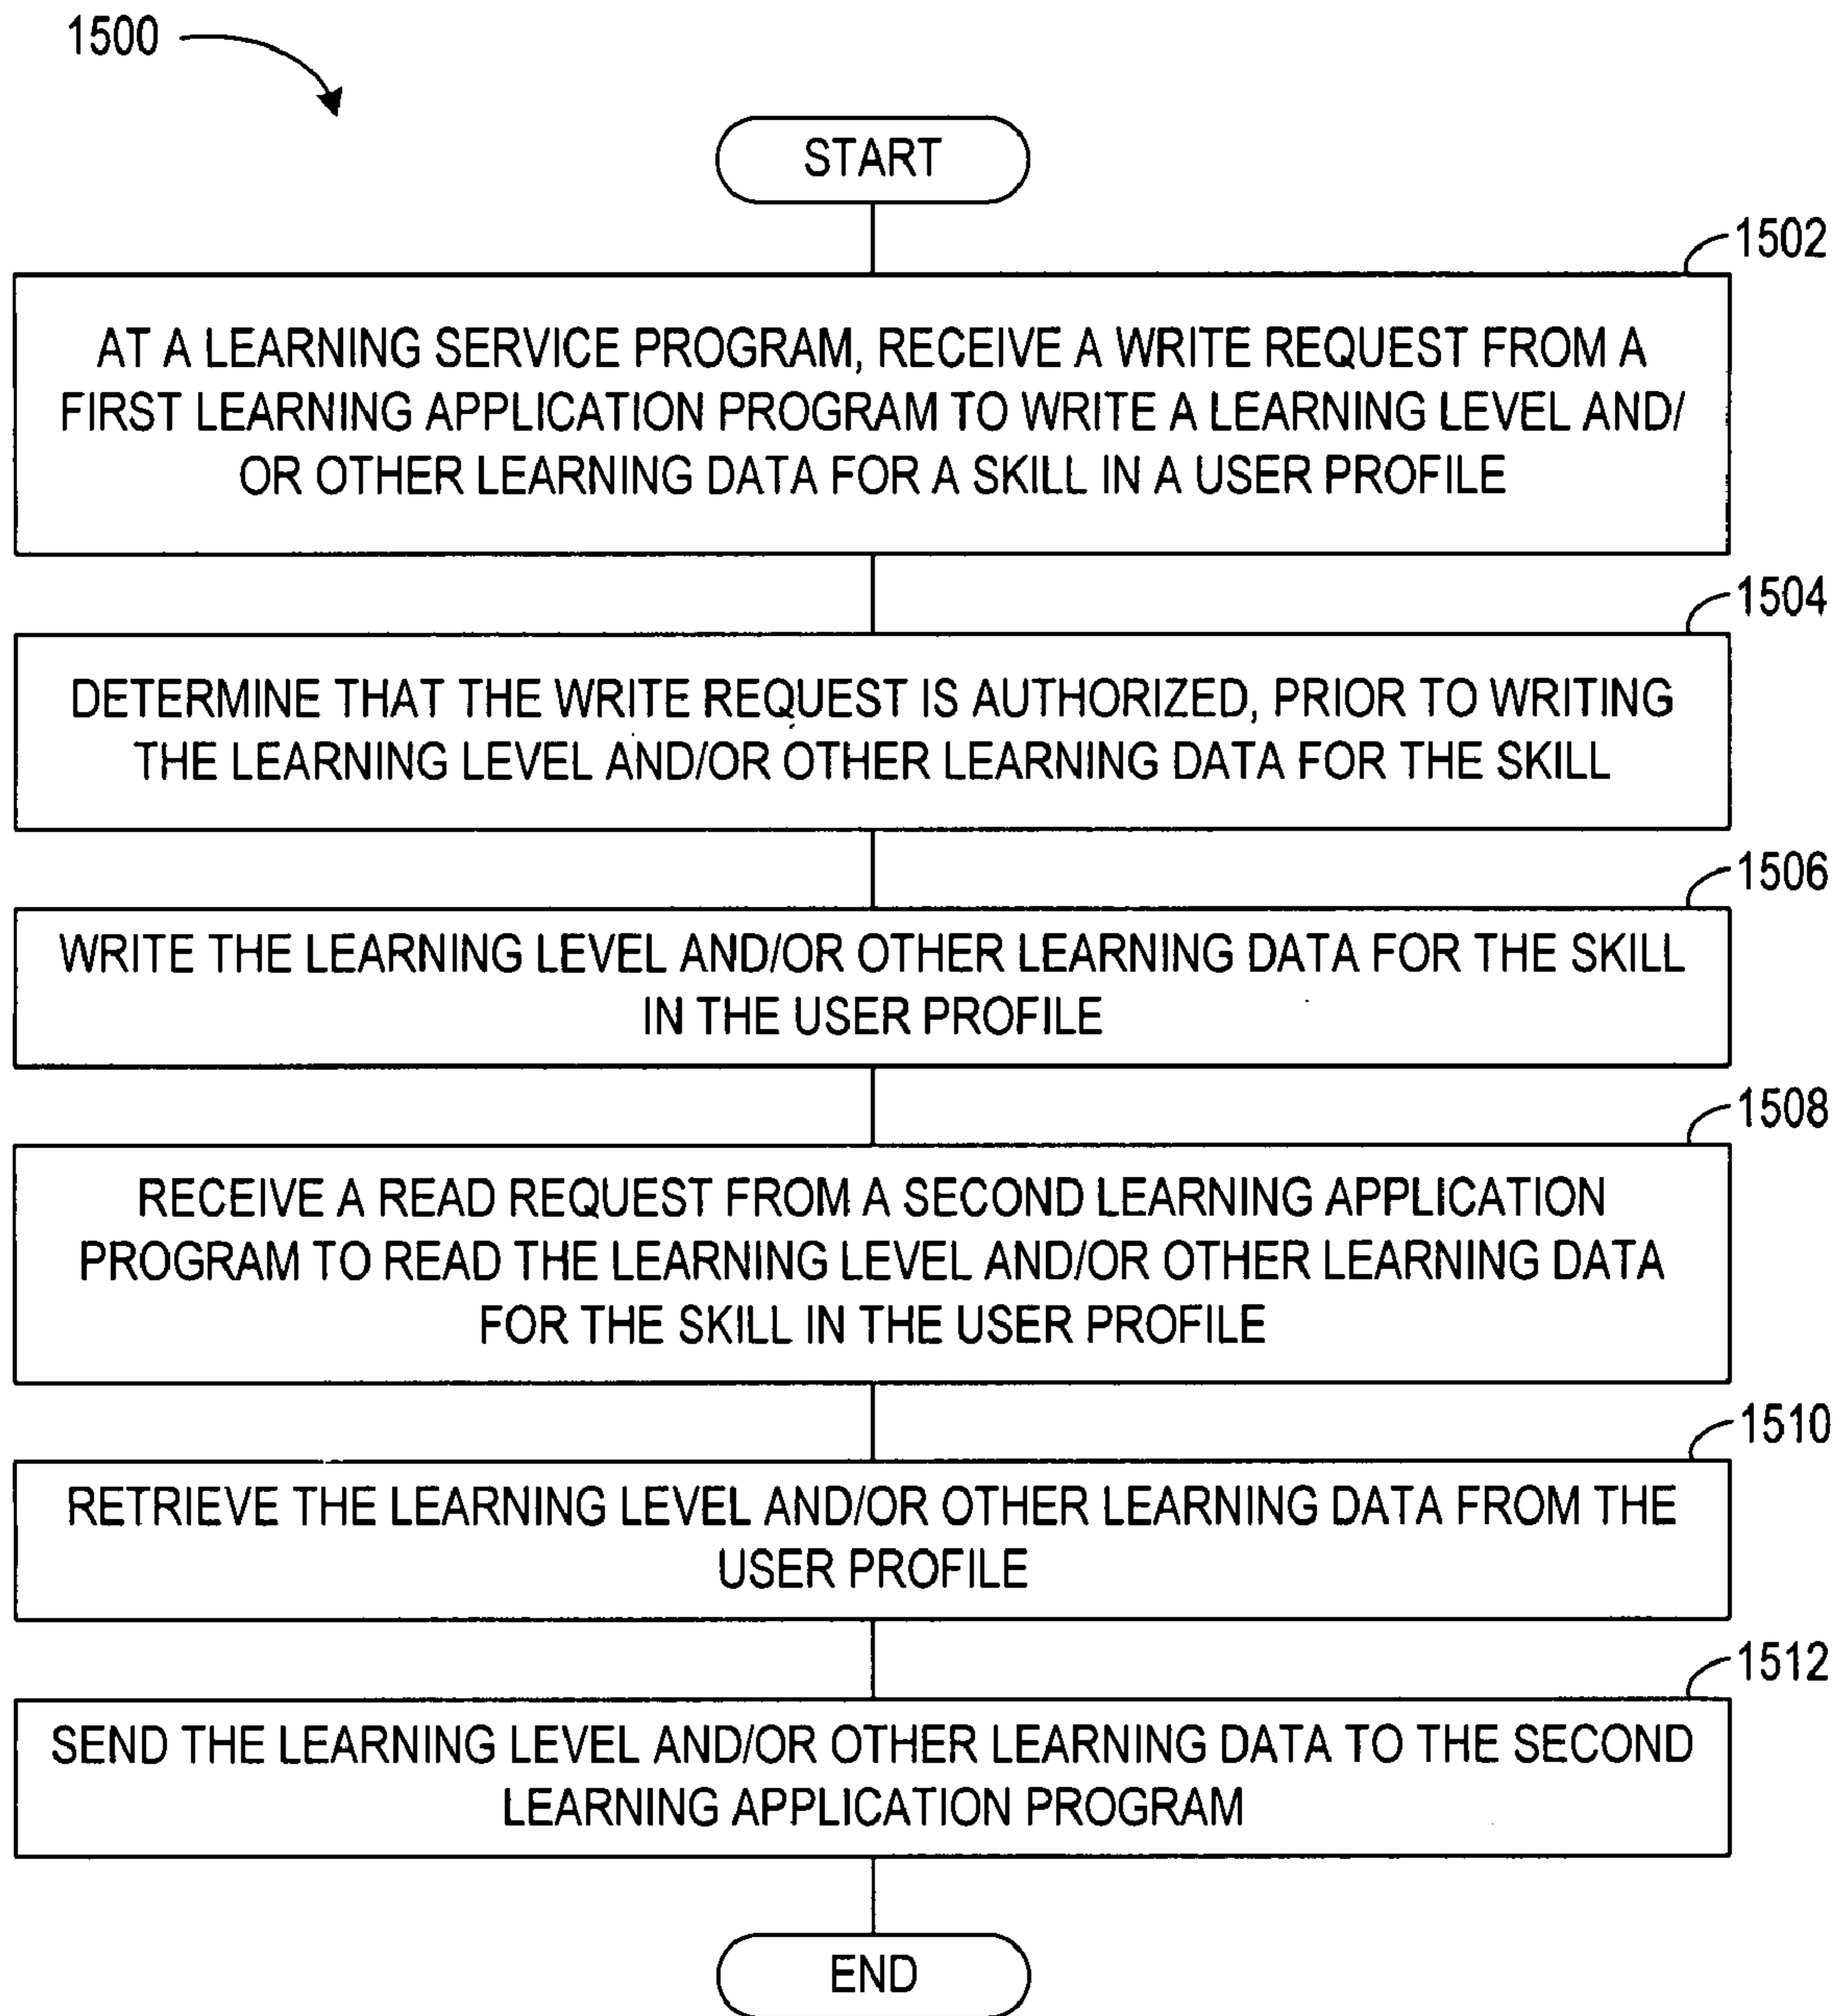 1500
START
1502
AT A LEARNING SERVICE PROGRAM, RECEIVE A WRITE REQUEST FROM A
FIRST LEARNING APPLICATION PROGRAM TO WRITE A LEARNING LEVEL AND/
OR OTHER LEARNING DATA FOR A SKILL IN A USER PROFILE
1504
DETERMINE THAT THE WRITE REQUEST IS AUTHORIZED, PRIOR TO WRITING
THE LEARNING LEVEL AND/OR OTHER LEARNING DATA FOR THE SKILL
1506
WRITE THE LEARNING LEVEL AND/OR OTHER LEARNING DATA FOR THE SKILL
IN THE USER PROFILE
1508
RECEIVE A READ REQUEST FROM A SECOND LEARNING APPLICATION
PROGRAM TO READ THE LEARNING LEVEL AND/OR OTHER LEARNING DATA
FOR THE SKILL IN THE USER PROFILE
1510
RETRIEVE THE LEARNING LEVEL AND/OR OTHER LEARNING DATA FROM THE
USER PROFILE
1512
SEND THE LEARNING LEVEL AND/OR OTHER LEARNING DATA TO THE SECOND
LEARNING APPLICATION PROGRAM
END